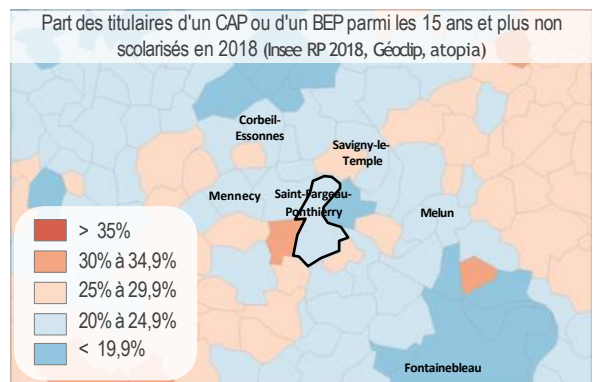 Part des titulaires d'un CAP ou d'un BEP parmi les 15 ans et plus non
scolarisés en 2018 (Insee RP 2018, Géoclip, atopia)
Corbeil-
Essonnes
Savigny-le-
Temple
Mennecy
Saint-Fargeau-
Ponthierry
Melun
> 35%
30% à 34,9%
25% à 29,9%
20% à 24,9%
< 19,9%
Fontainebleau